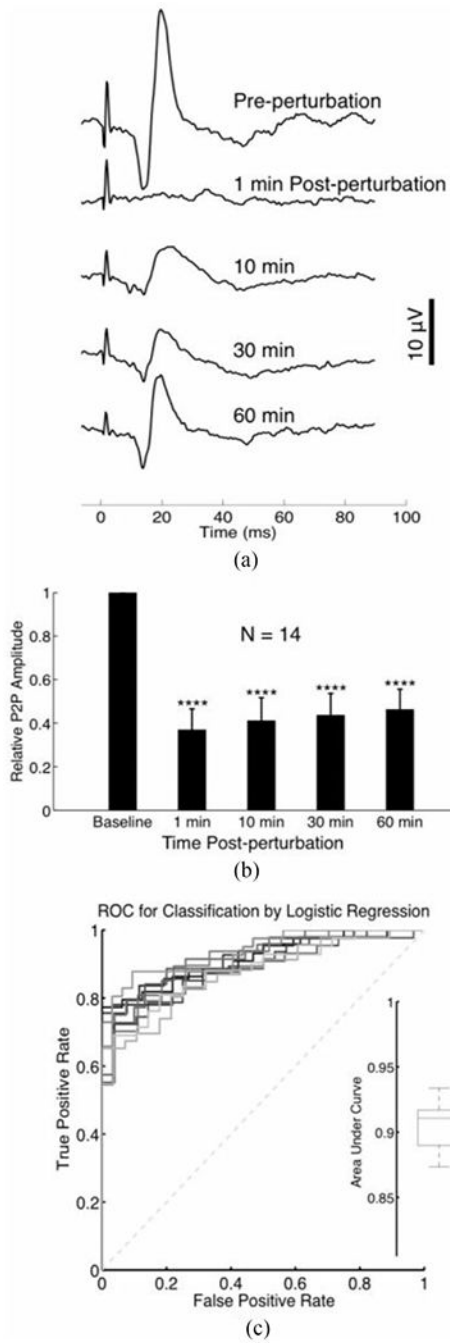 Pre-perturbation
1 min Post-perturbation
10 min
30 min
60 min
10 µV
0 20 40 60 80 100
Time (ms)
(a)
Relative P2P Amplitude
1
0.8
0.6
0.4
0.2
0
N = 14
**** **** **** ****
Baseline 1 min 10 min 30 min 60 min
Time Post-perturbation
(b)
ROC for Classification by Logistic Regression
True Positive Rate
1
0.8
0.6
0.4
0.2
0
Area Under Curve
1
0.95
0.9
0.85
0 0.2 0.4 0.6 0.8 1
False Positive Rate
(c)